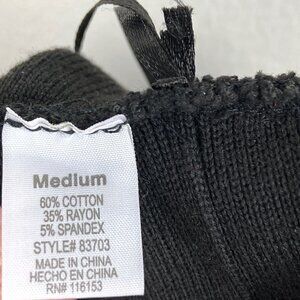 Medium
60% COTTON
35% RAYON
5% SPANDEX
STYLE# 83703
MADE IN CHINA
HECHO EN CHINA
RN# 116153